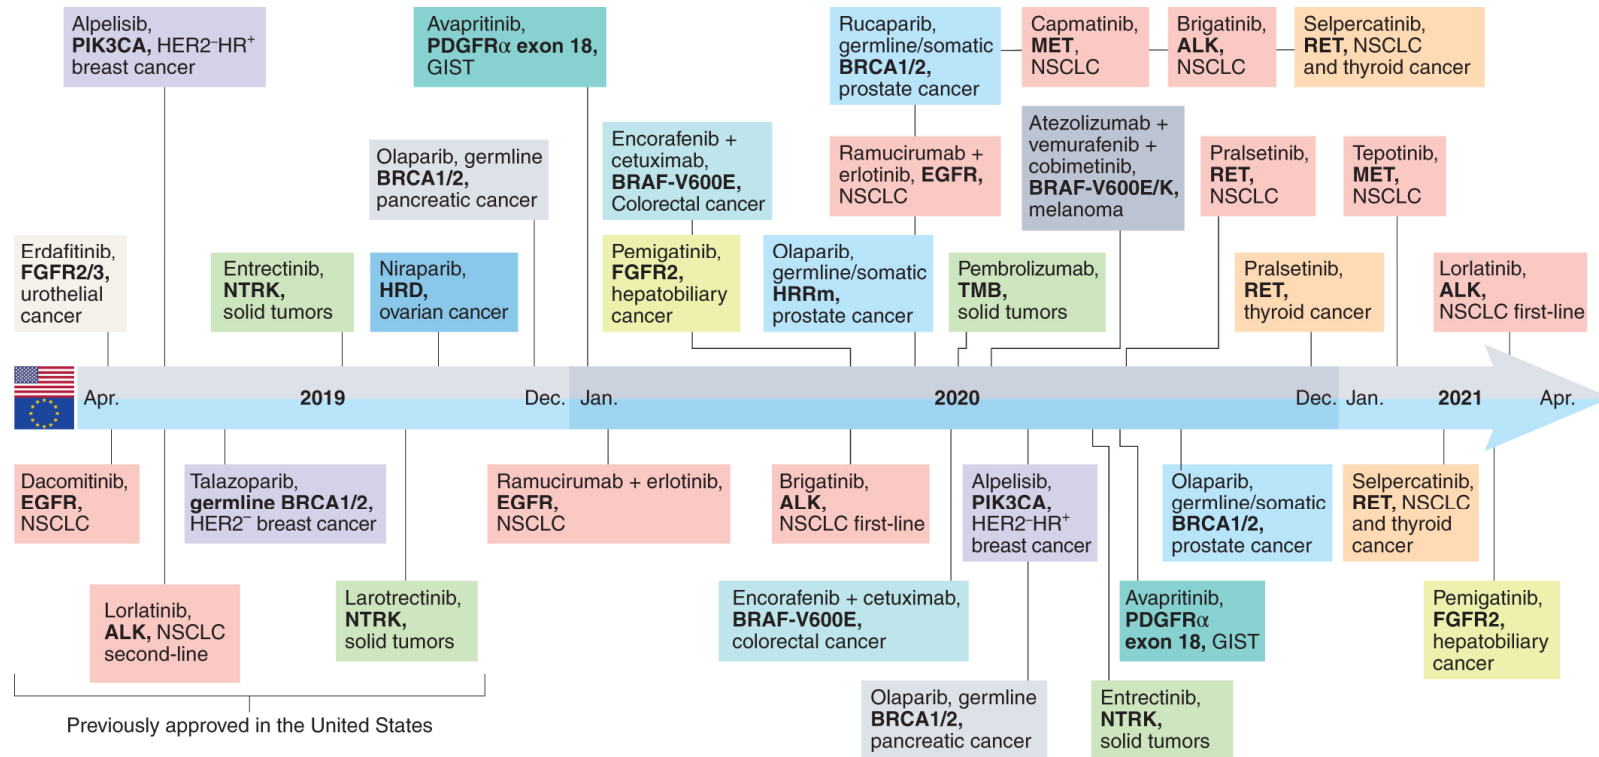 Alpelisib,
PIK3CA, HER2⁻HR⁺
breast cancer
Avapritinib,
PDGFRα exon 18,
GIST
Rucaparib,
germline/somatic
BRCA1/2,
prostate cancer
Capmatinib,
MET,
NSCLC
Brigatinib,
ALK,
NSCLC
Selpercatinib,
RET, NSCLC
and thyroid cancer
Olaparib, germline
BRCA1/2,
pancreatic cancer
Encorafenib +
cetuximab,
BRAF-V600E,
Colorectal cancer
Ramucirumab +
erlotinib, EGFR,
NSCLC
Atezolizumab +
vemurafenib +
cobimetinib,
BRAF-V600E/K,
melanoma
Pralsetinib,
RET,
NSCLC
Tepotinib,
MET,
NSCLC
Erdafitinib,
FGFR2/3,
urothelial
cancer
Entrectinib,
NTRK,
solid tumors
Niraparib,
HRD,
ovarian cancer
Pemigatinib,
FGFR2,
hepatobiliary
cancer
Olaparib,
germline/somatic
HRRm,
prostate cancer
Pembrolizumab,
TMB,
solid tumors
Pralsetinib,
RET,
thyroid cancer
Lorlatinib,
ALK,
NSCLC first-line
Apr. 2019 Dec. Jan. 2020 Dec. Jan. 2021 Apr.
Dacomitinib,
EGFR,
NSCLC
Talazoparib,
germline BRCA1/2,
HER2⁻ breast cancer
Ramucirumab + erlotinib,
EGFR,
NSCLC
Brigatinib,
ALK,
NSCLC first-line
Alpelisib,
PIK3CA,
HER2⁻HR⁺
breast cancer
Olaparib,
germline/somatic
BRCA1/2,
prostate cancer
Selpercatinib,
RET, NSCLC
and thyroid
cancer
Lorlatinib,
ALK, NSCLC
second-line
Larotrectinib,
NTRK,
solid tumors
Encorafenib + cetuximab,
BRAF-V600E,
colorectal cancer
Avapritinib,
PDGFRα
exon 18, GIST
Pemigatinib,
FGFR2,
hepatobiliary
cancer
Olaparib, germline
BRCA1/2,
pancreatic cancer
Entrectinib,
NTRK,
solid tumors
Previously approved in the United States